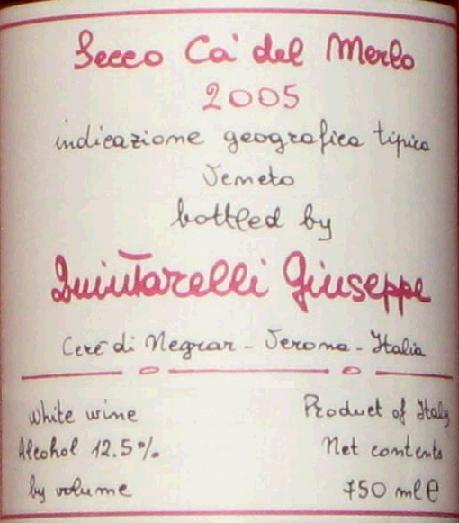 Secco Ca' del Merlo
2005
indicazione geografica tipica
Veneto
bottled by
Quintarelli Giuseppe
Cerè di Negrar - Verona - Italia
white wine
Alcohol 12.5%
by volume
Product of Italy
Net contents
750 ml e